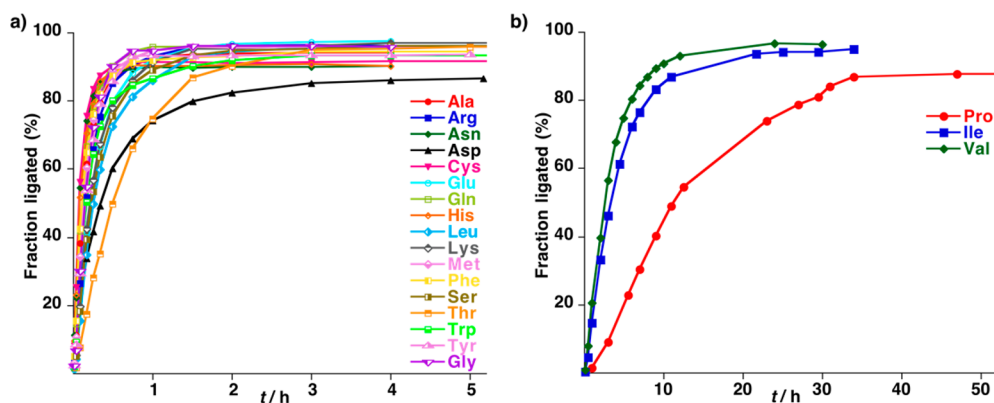 a)
Fraction ligated (%)
100
80
60
40
20
1
2
3
4
5
t / h
Ala
Arg
Asn
Asp
Cys
Glu
Gln
His
Leu
Lys
Met
Phe
Ser
Thr
Trp
Tyr
Gly
b)
Fraction ligated (%)
100
80
60
40
20
10
20
30
40
50
t / h
Pro
Ile
Val